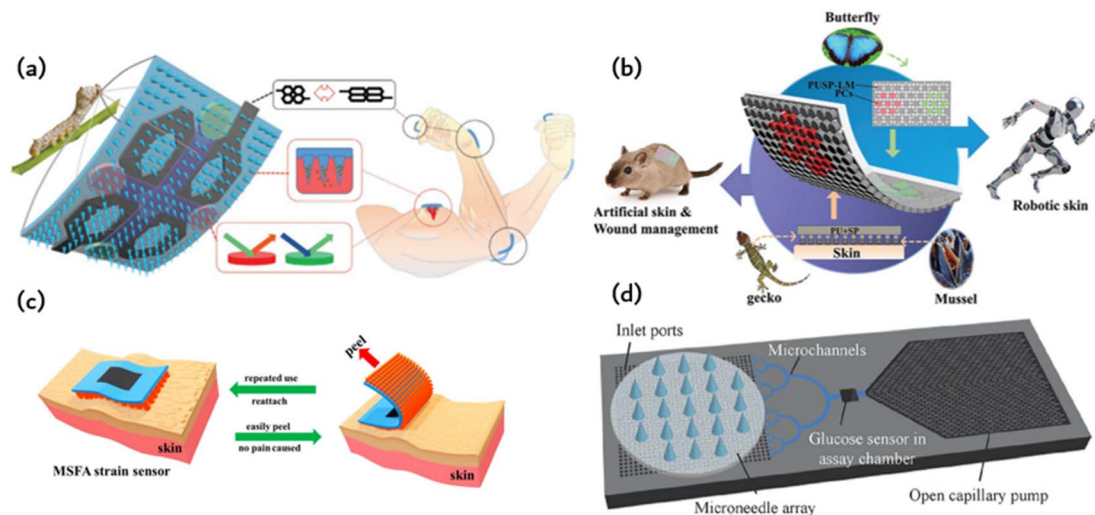 (a)
(b)
Butterfly
PUSP-LM
PCs
Artificial skin &
Wound management
Robotic skin
PU+SP
Skin
gecko
Mussel
(c)
peel
repeated use
reattach
easily peel
no pain caused
skin
MSFA strain sensor
skin
(d)
Inlet ports
Microchannels
Glucose sensor in
assay chamber
Microneedle array
Open capillary pump